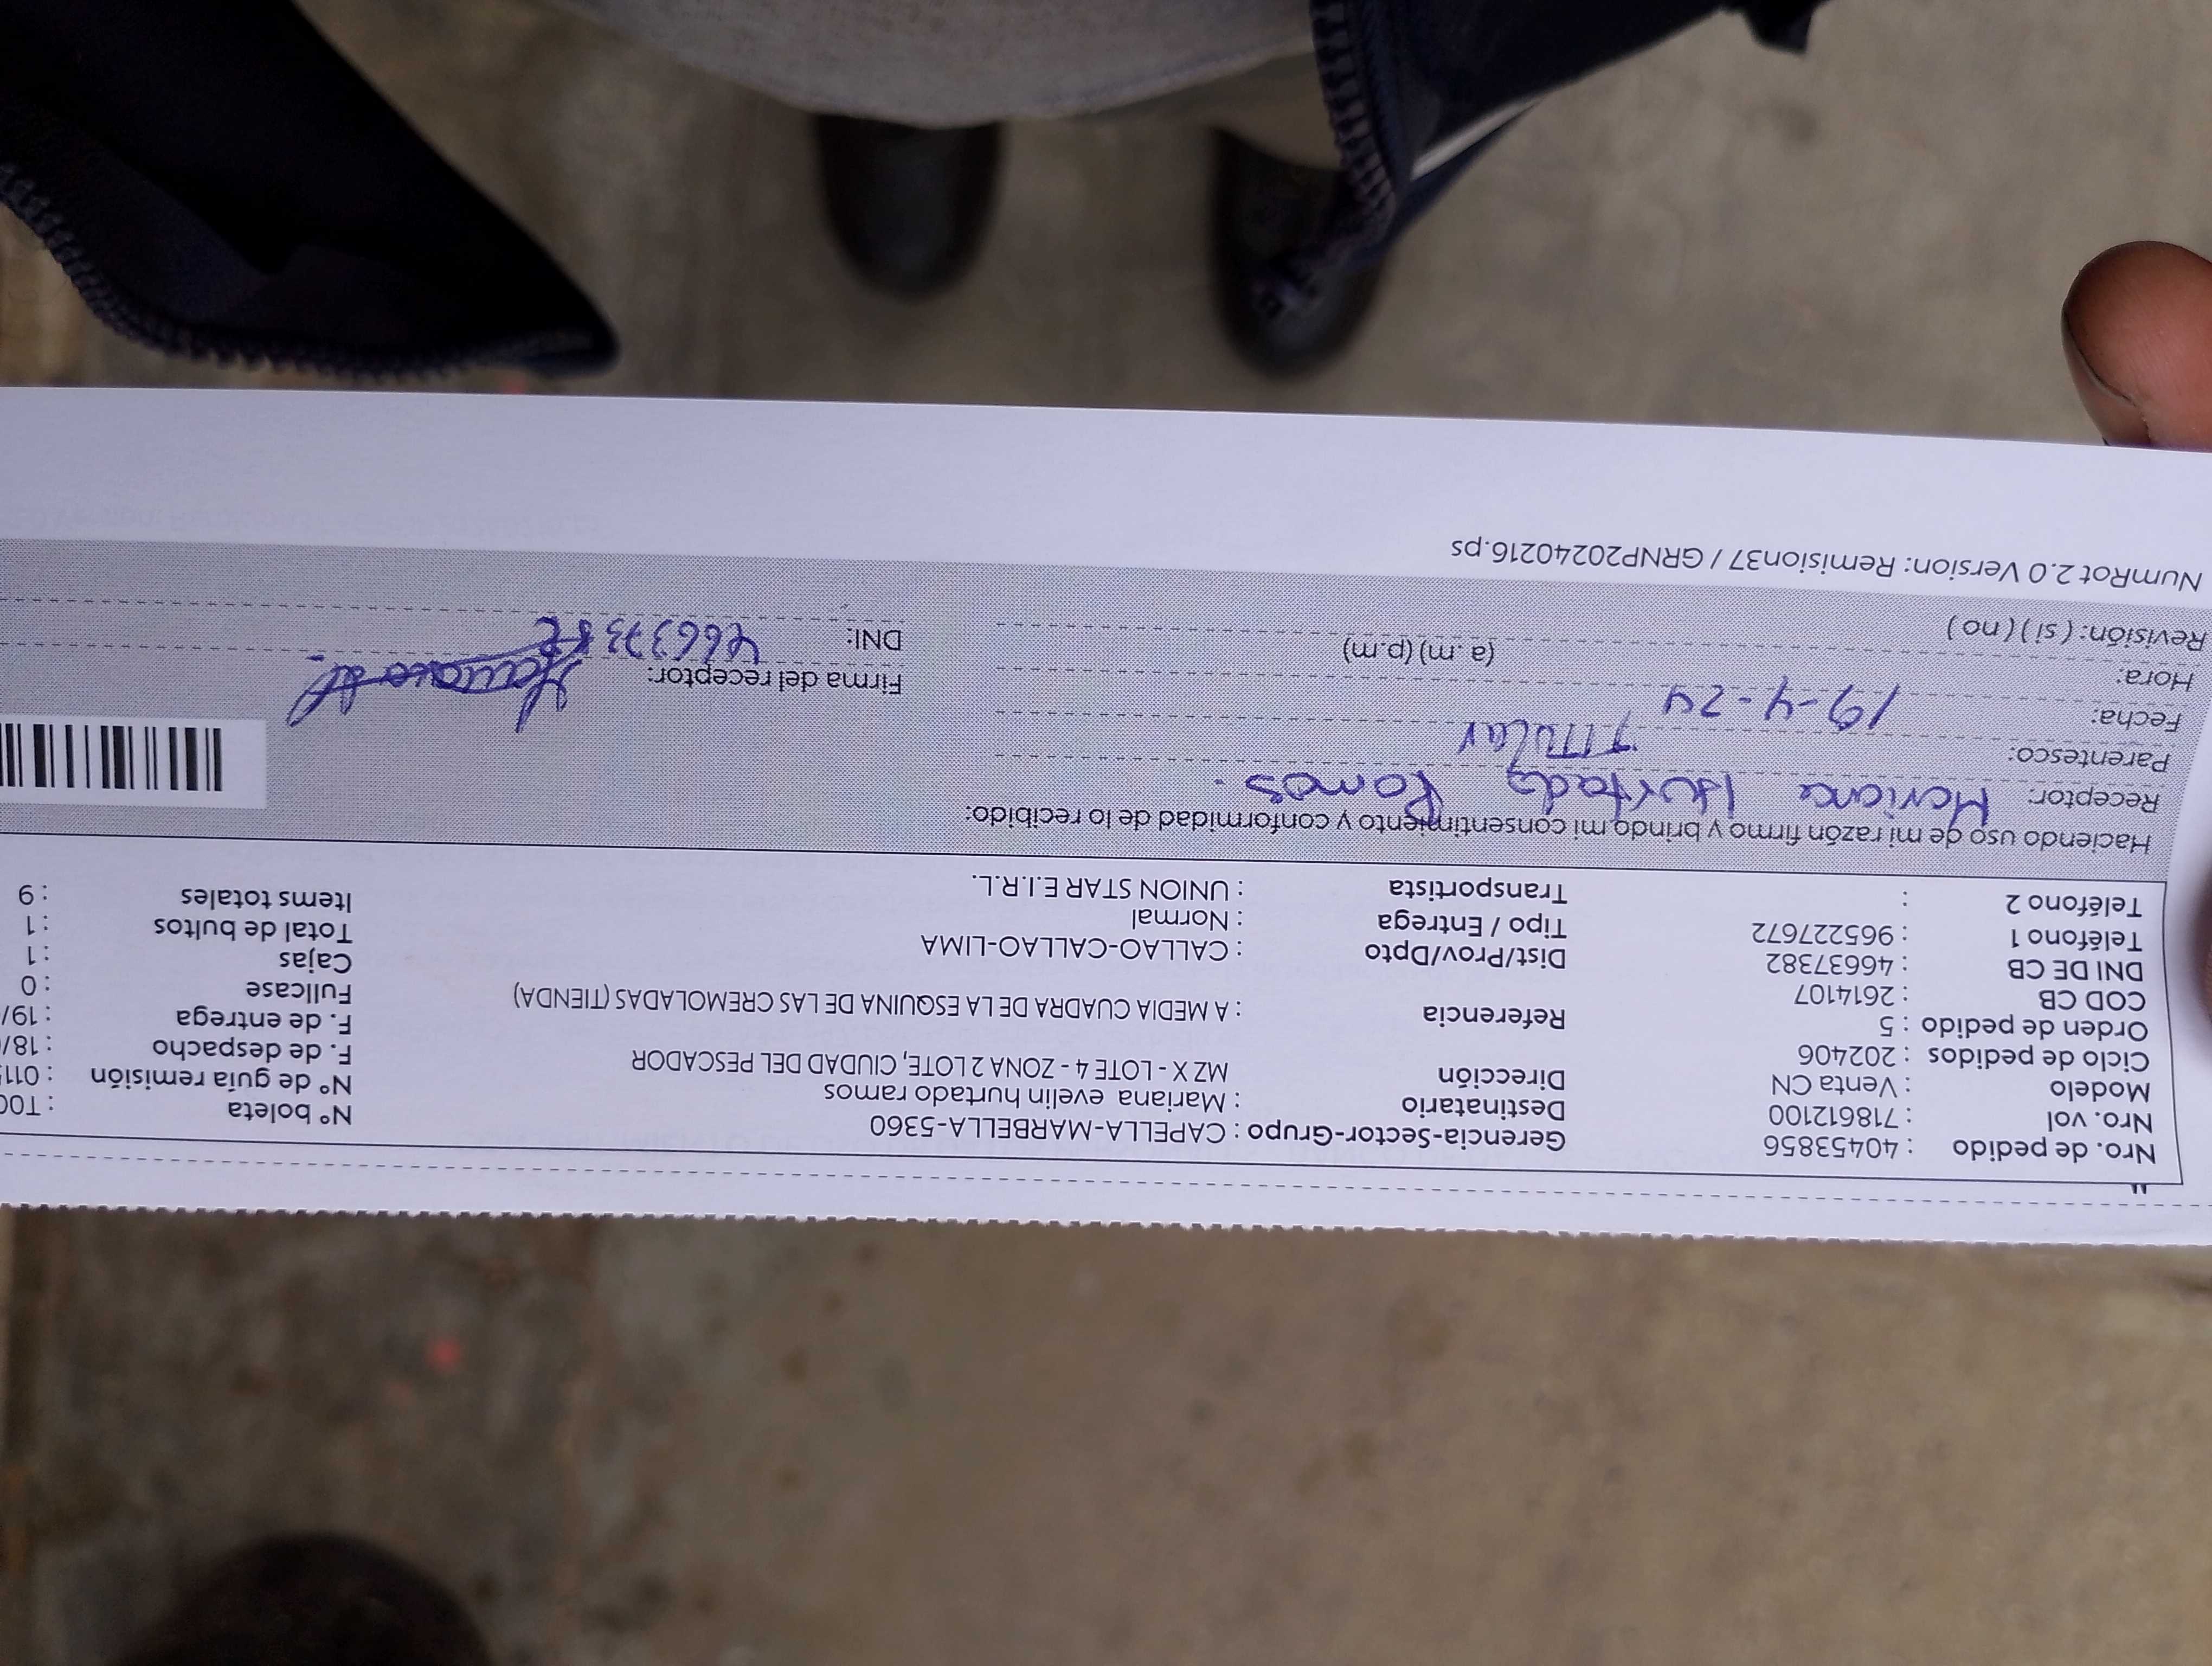 Nro. de pedido : 40453856 Gerencia-Sector-Grupo : CAPELLA-MARBELLA-5360 N° boleta : T00
Nro. vol : 718612100 Destinatario : Mariana evelin hurtado ramos N° de guía remisión : 011
Modelo : Venta CN Dirección MZ X - LOTE 4 - ZONA 2 LOTE, CIUDAD DEL PESCADOR F. de despacho : 18/
Ciclo de pedidos : 202406 F. de entrega : 19/
Orden de pedido : 5 Referencia : A MEDIA CUADRA DE LA ESQUINA DE LAS CREMOLADAS (TIENDA) Fullcase : 0
COD CB : 2614107 Cajas : 1
DNI DE CB : 46637382 Dist/Prov/Dpto : CALLAO-CALLAO-LIMA Total de bultos : 1
Teléfono 1 : 965227672 Tipo / Entrega : Normal Items totales : 9
Teléfono 2 : Transportista : UNION STAR E.I.R.L.
Haciendo uso de mi razón firmo y brindo mi consentimiento y conformidad de lo recibido:
Receptor: Mariana Hurtado Ramos.
Parentesco: Titular
Fecha: 19-4-24 Firma del receptor:
Hora: (a.m) (p.m) DNI: 46637382
Revisión: ( si ) ( no )
NumRot 2.0 Version: Remision37 / GRNP20240216.ps